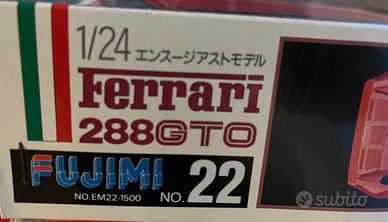 1/24 エンスージアストモデル
Ferrari
288GTO
FUJIMI NO. 22
NO.EM22-1500
subito